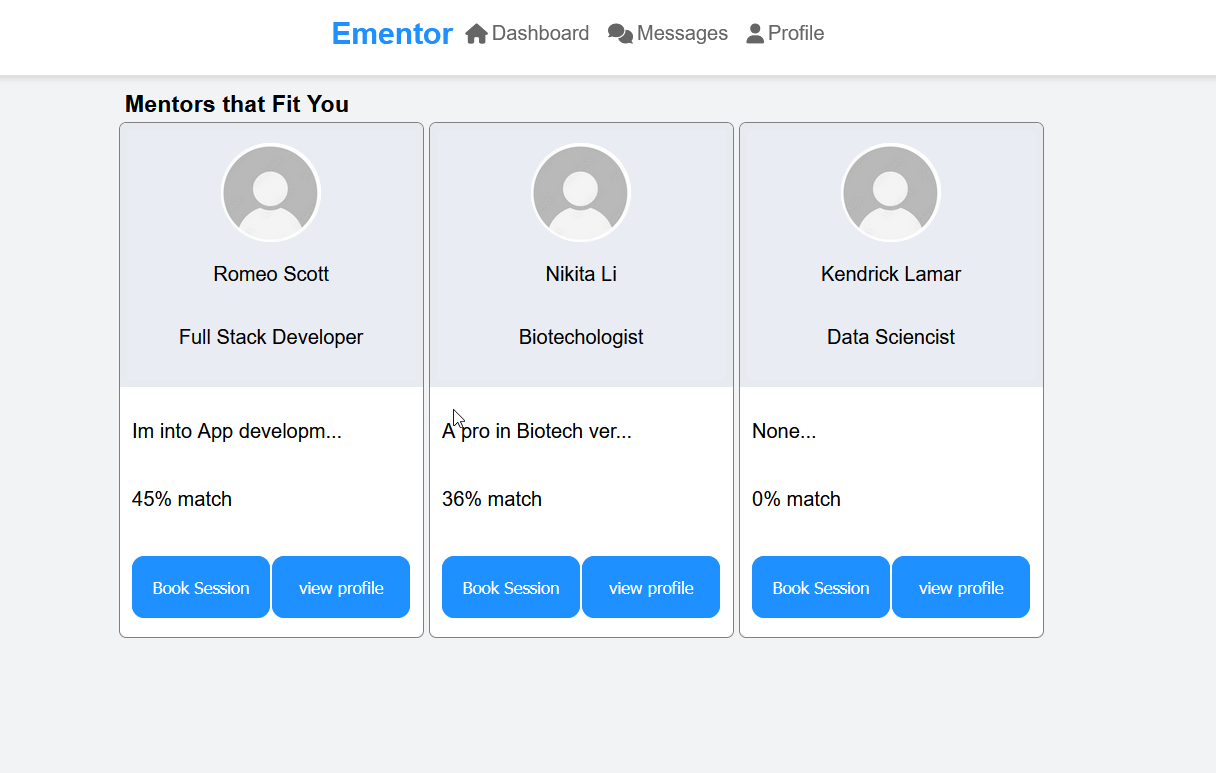 Ementor Dashboard Messages Profile
Mentors that Fit You
Romeo Scott
Full Stack Developer
Im into App developm...
45% match
Book Session view profile
Nikita Li
Biotechologist
A pro in Biotech ver...
36% match
Book Session view profile
Kendrick Lamar
Data Sciencist
None...
0% match
Book Session view profile